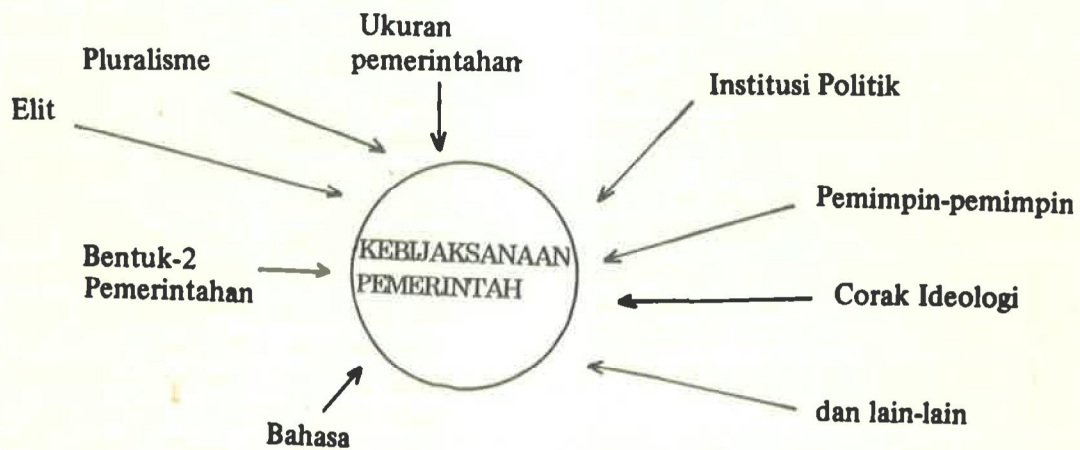 Ukuran
pemerintahan
Pluralisme
Elit
Institusi Politik
Pemimpin-pemimpin
KEBIJAKSANAAN
PEMERINTAH
Bentuk-2
Pemerintahan
Corak Ideologi
dan lain-lain
Bahasa